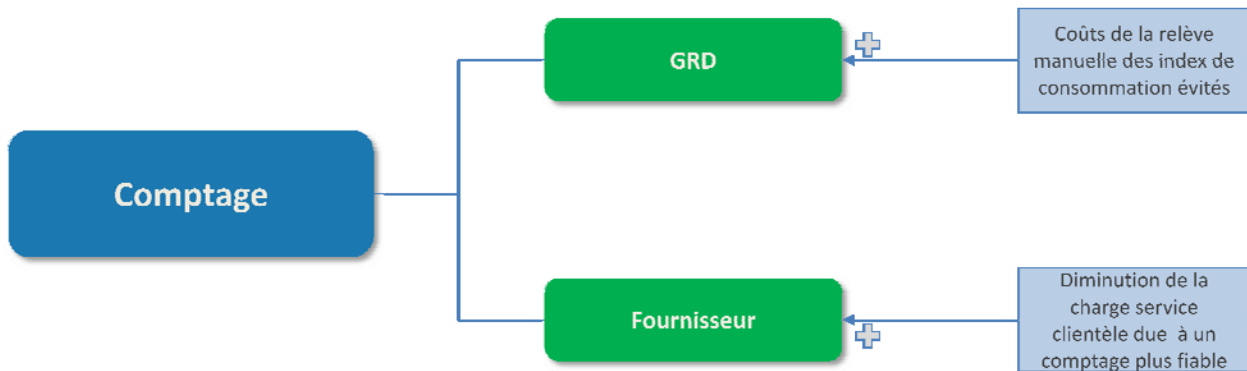 Comptage
GRD
Coûts de la relève
manuelle des index de
consommation évités
Fournisseur
Diminution de la
charge service
clientèle due à un
comptage plus fiable